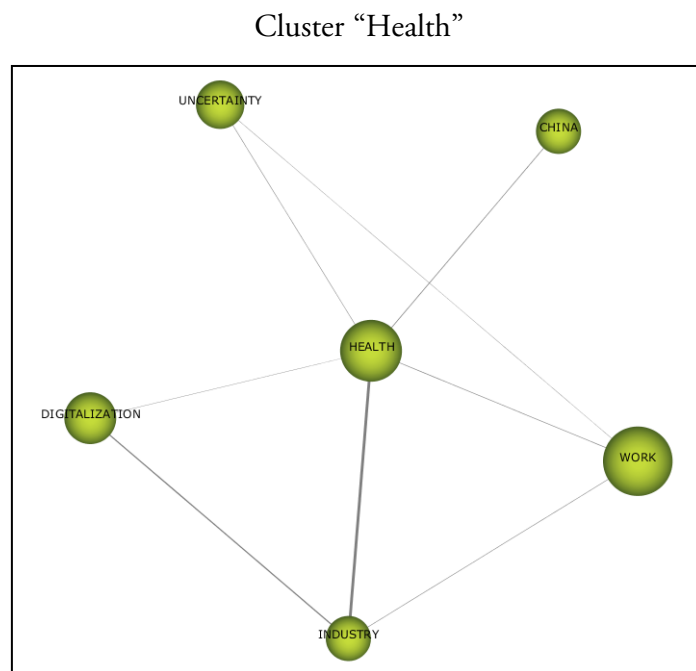 Cluster “Health”
UNCERTAINTY
CHINA
HEALTH
DIGITALIZATION
WORK
INDUSTRY